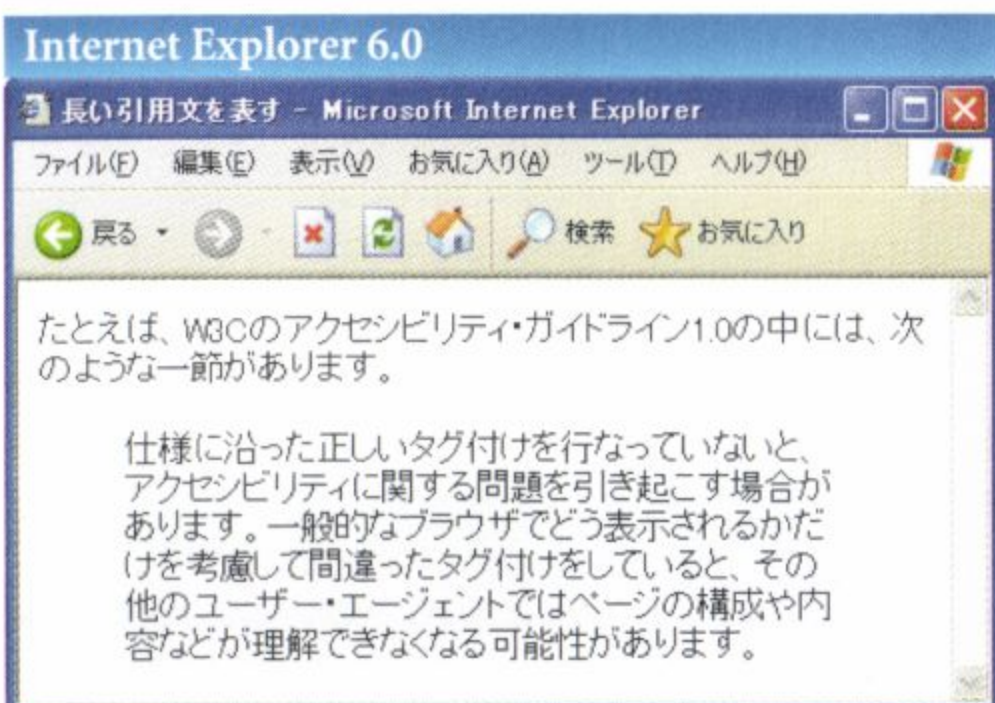 Internet Explorer 6.0
長い引用文を表す - Microsoft Internet Explorer
ファイル(F) 編集(E) 表示(V) お気に入り(A) ツール(T) ヘルプ(H)
戻る 検索 お気に入り
たとえば、W3Cのアクセシビリティ・ガイドライン1.0の中には、次
のような一節があります。
仕様に沿った正しいタグ付けを行なっていないと、
アクセシビリティに関する問題を引き起こす場合が
あります。一般的なブラウザでどう表示されるかだ
けを考慮して間違ったタグ付けをしていると、その
他のユーザー・エージェントではページの構成や内
容などが理解できなくなる可能性があります。